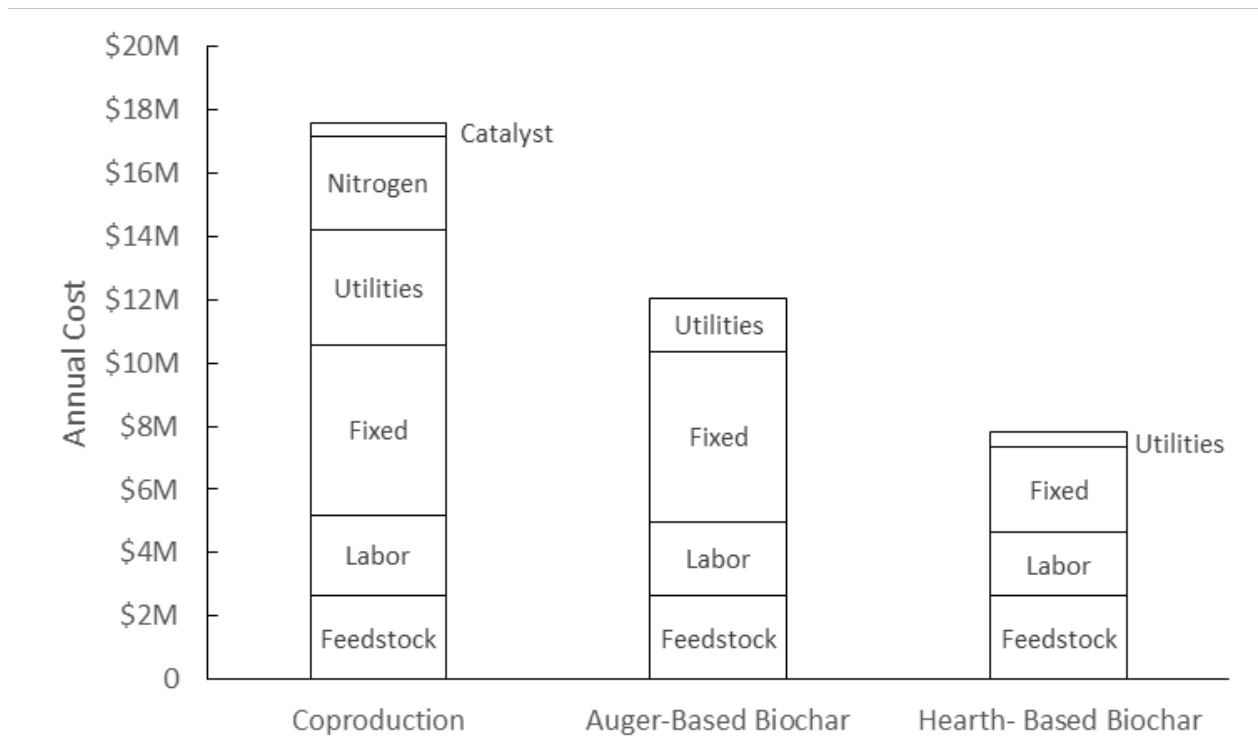 $20M
$18M
$16M
$14M
$12M
$10M
$8M
$6M
$4M
$2M
0
Annual Cost
Catalyst
Nitrogen
Utilities
Fixed
Labor
Feedstock
Utilities
Fixed
Labor
Feedstock
Utilities
Fixed
Labor
Feedstock
Coproduction
Auger-Based Biochar
Hearth- Based Biochar